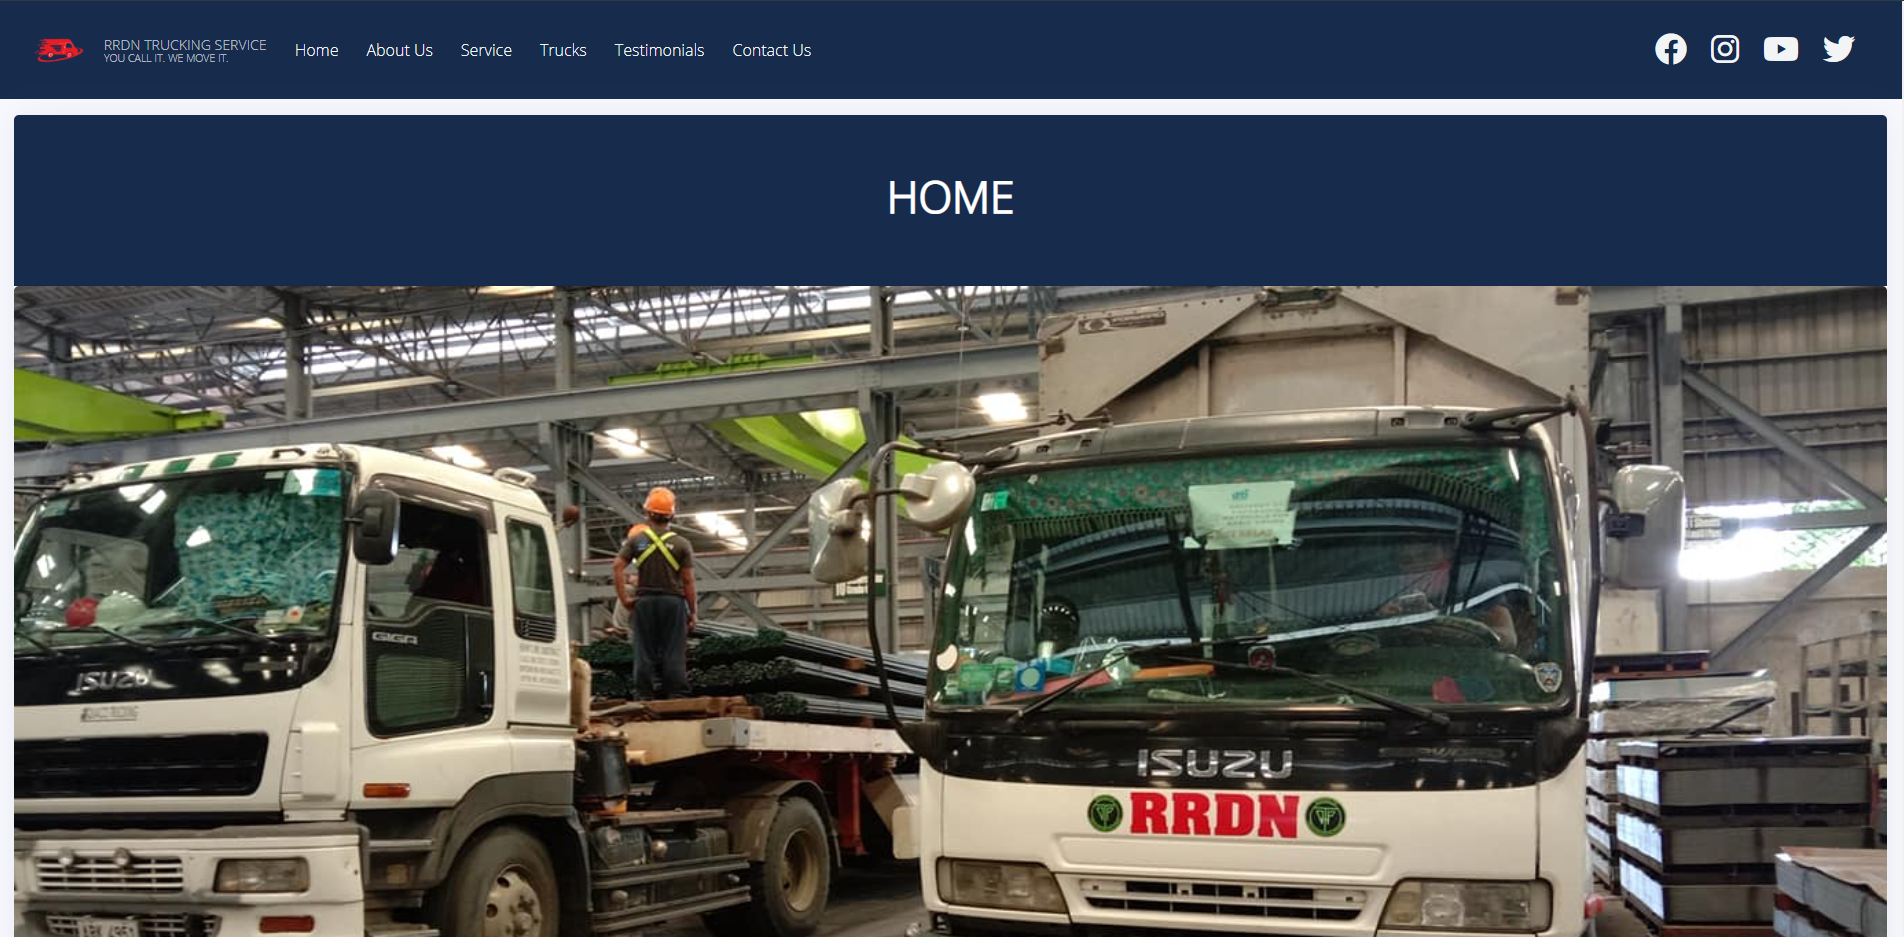 RRDN TRUCKING SERVICE
YOU CALL IT. WE MOVE IT.
Home About Us Service Trucks Testimonials Contact Us
HOME
GIGA
ISUZU
ISUZU
RRDN